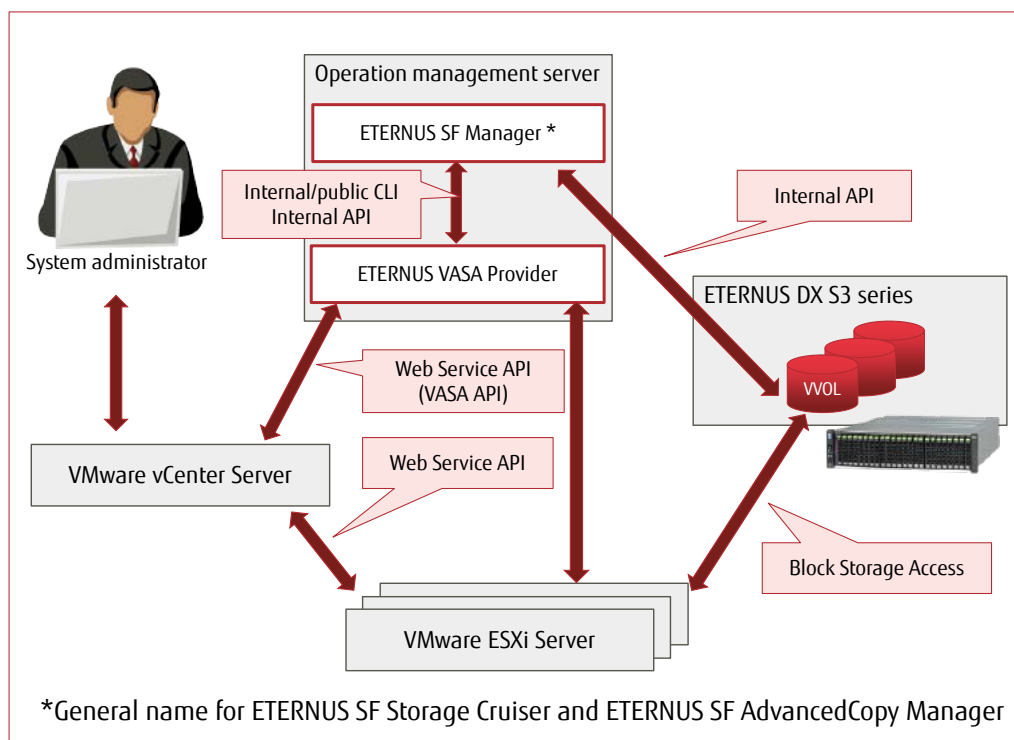 Operation management server
ETERNUS SF Manager *
Internal/public CLI
Internal API
Internal API
System administrator
ETERNUS VASA Provider
ETERNUS DX S3 series
VVOL
Web Service API
(VASA API)
VMware vCenter Server
Web Service API
Block Storage Access
VMware ESXi Server
*General name for ETERNUS SF Storage Cruiser and ETERNUS SF AdvancedCopy Manager